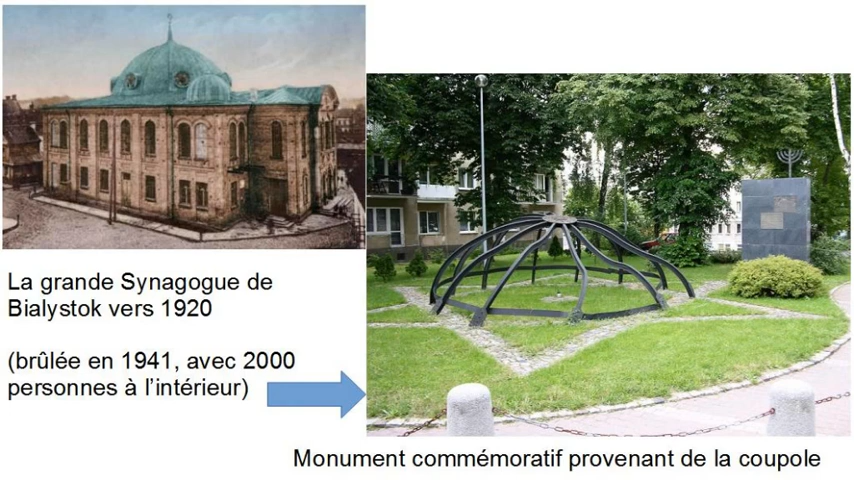 La grande Synagogue de
Bialystok vers 1920
(brûlée en 1941, avec 2000
personnes à l’intérieur)
Monument commémoratif provenant de la coupole